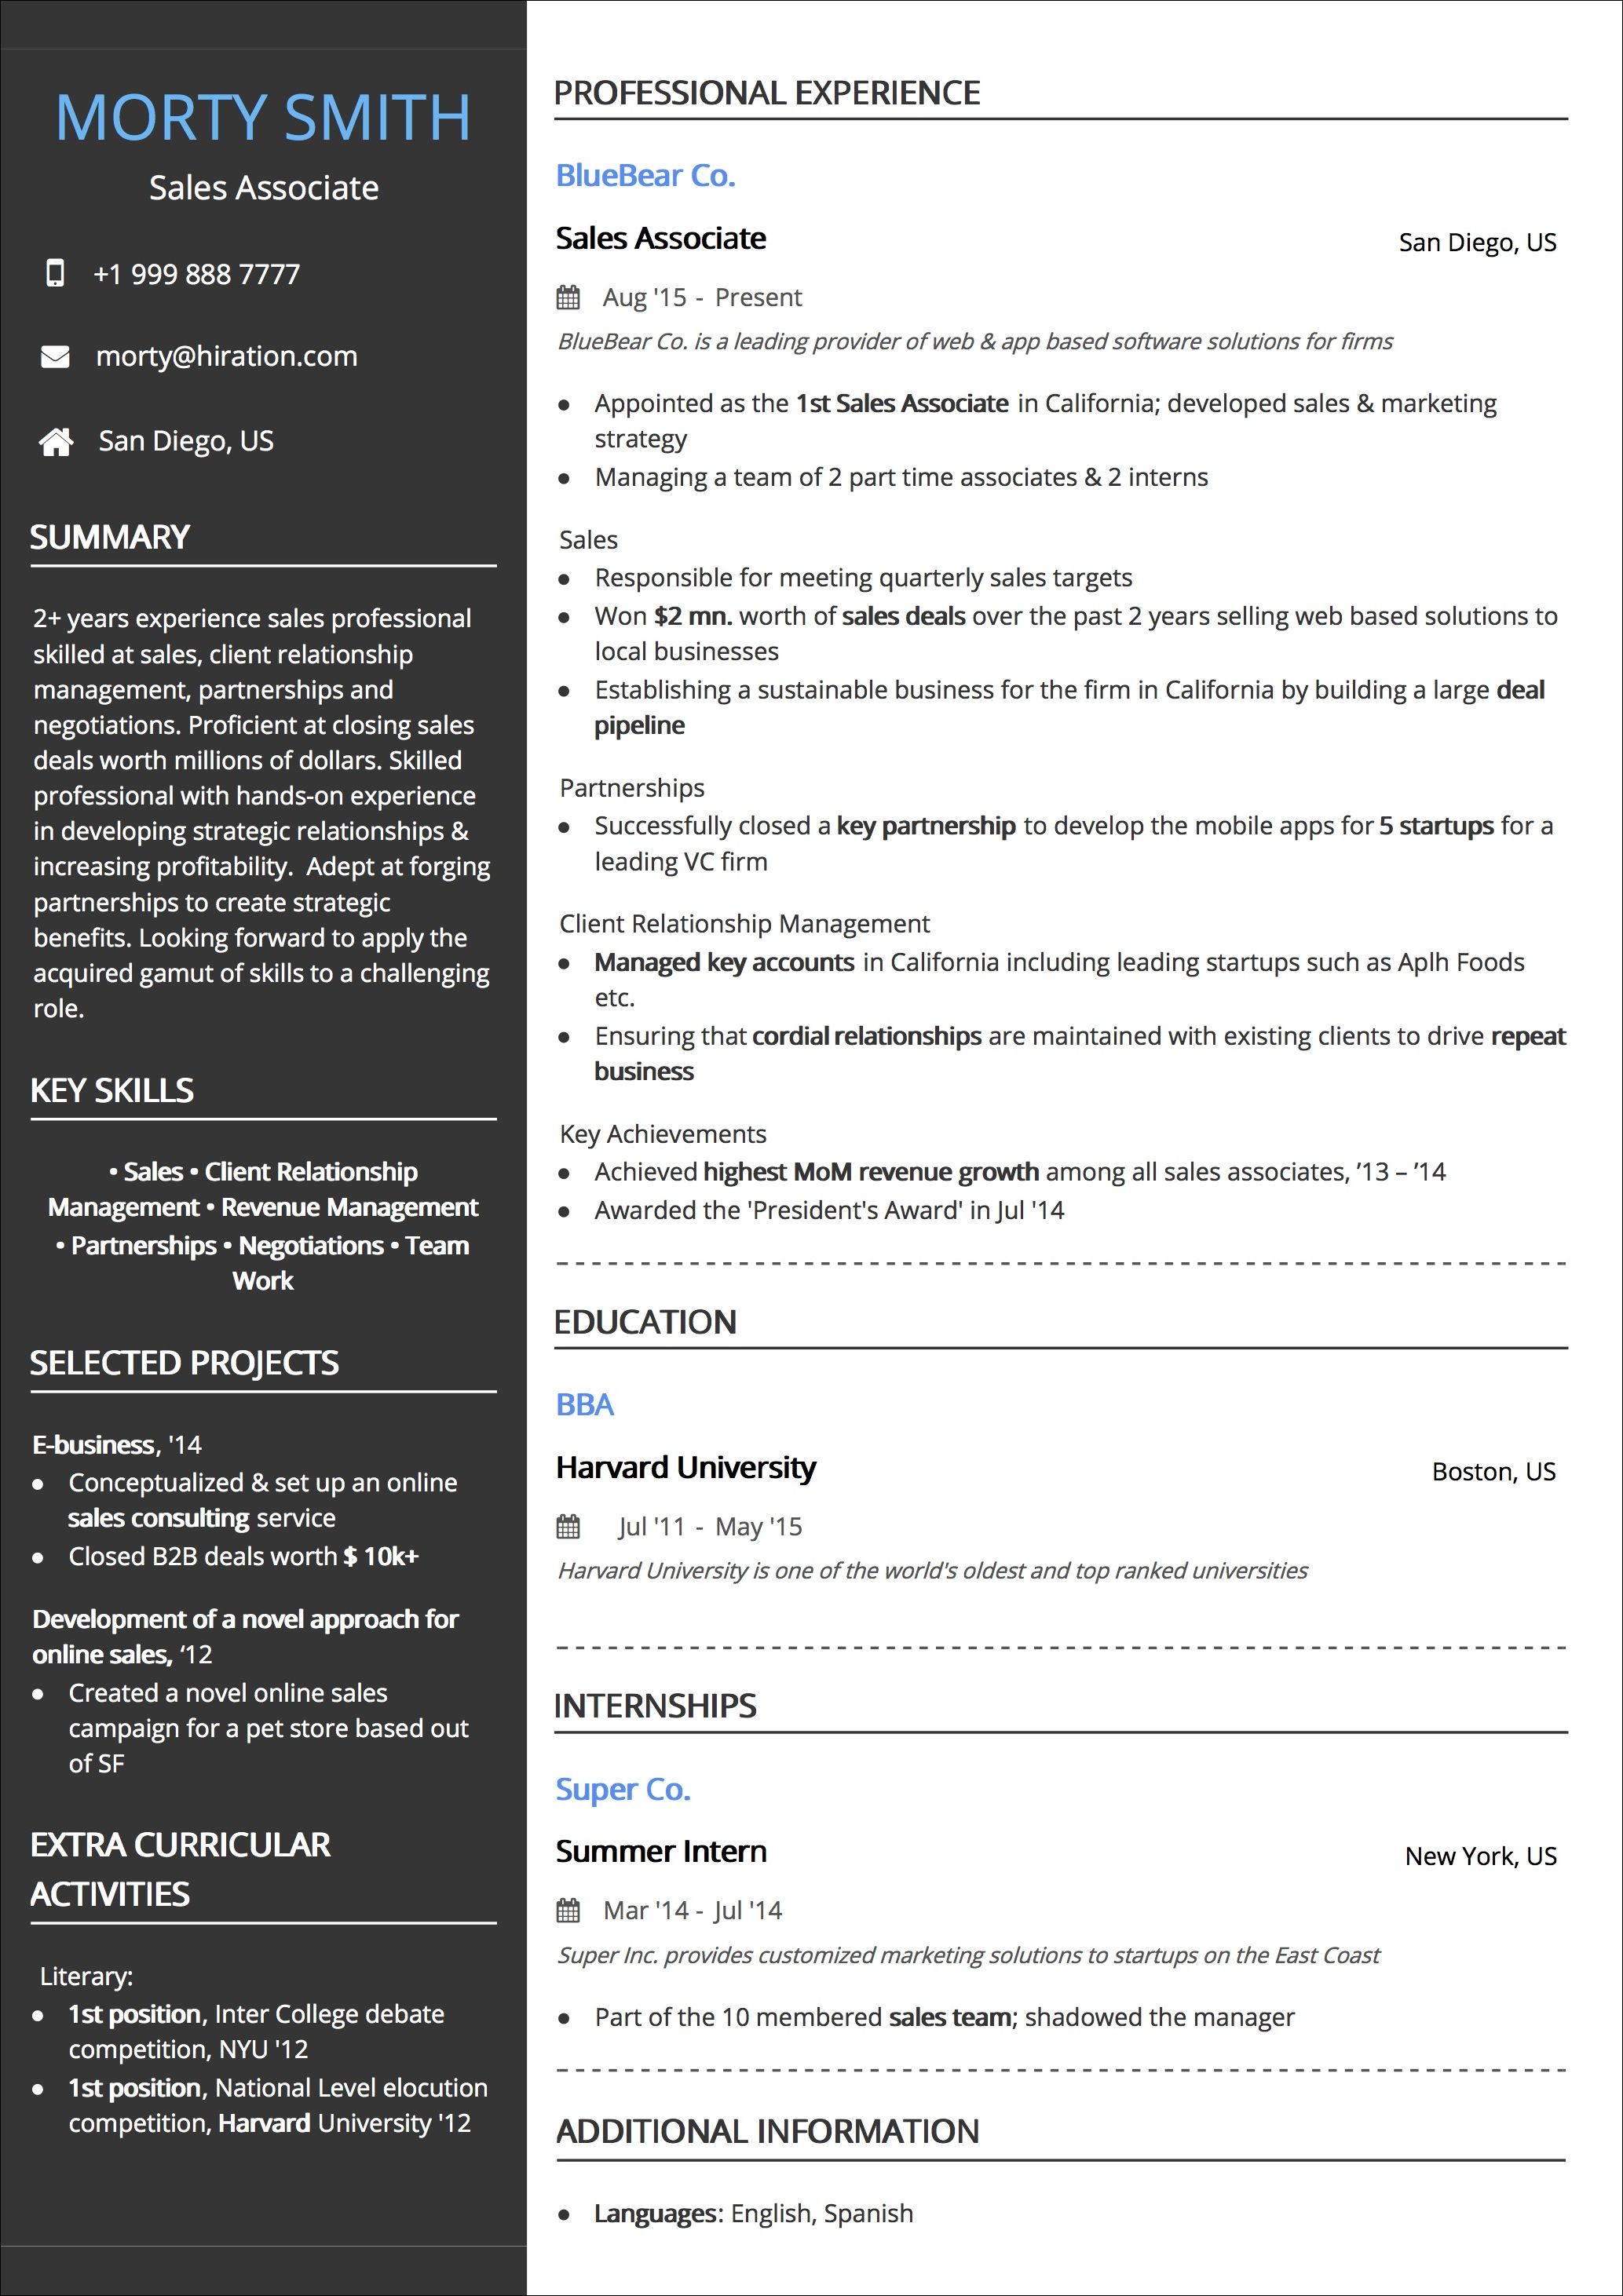 MORTY SMITH
Sales Associate
+1 999 888 7777
morty@hiration.com
San Diego, US
SUMMARY
2+ years experience sales professional
skilled at sales, client relationship
management, partnerships and
negotiations. Proficient at closing sales
deals worth millions of dollars. Skilled
professional with hands-on experience
in developing strategic relationships &
increasing profitability.  Adept at forging
partnerships to create strategic
benefits. Looking forward to apply the
acquired gamut of skills to a challenging
role.
KEY SKILLS
• Sales • Client Relationship
Management • Revenue Management
• Partnerships • Negotiations • Team
Work
SELECTED PROJECTS
E-business, '14
● Conceptualized & set up an online
sales consulting service
● Closed B2B deals worth $ 10k+
Development of a novel approach for
online sales, ‘12
● Created a novel online sales
campaign for a pet store based out
of SF
EXTRA CURRICULAR
ACTIVITIES
Literary:
● 1st position, Inter College debate
competition, NYU '12
● 1st position, National Level elocution
competition, Harvard University '12
PROFESSIONAL EXPERIENCE
BlueBear Co.
Sales Associate San Diego, US
Aug '15 - Present
BlueBear Co. is a leading provider of web & app based software solutions for firms
● Appointed as the 1st Sales Associate in California; developed sales & marketing
strategy
● Managing a team of 2 part time associates & 2 interns
Sales
● Responsible for meeting quarterly sales targets
● Won $2 mn. worth of sales deals over the past 2 years selling web based solutions to
local businesses
● Establishing a sustainable business for the firm in California by building a large deal
pipeline
Partnerships
● Successfully closed a key partnership to develop the mobile apps for 5 startups for a
leading VC firm
Client Relationship Management
● Managed key accounts in California including leading startups such as Aplh Foods
etc.
● Ensuring that cordial relationships are maintained with existing clients to drive repeat
business
Key Achievements
● Achieved highest MoM revenue growth among all sales associates, ’13 – ’14
● Awarded the 'President's Award' in Jul '14
EDUCATION
BBA
Harvard University Boston, US
Jul '11 - May '15
Harvard University is one of the world's oldest and top ranked universities
INTERNSHIPS
Super Co.
Summer Intern New York, US
Mar '14 - Jul '14
Super Inc. provides customized marketing solutions to startups on the East Coast
● Part of the 10 membered sales team; shadowed the manager
ADDITIONAL INFORMATION
● Languages: English, Spanish